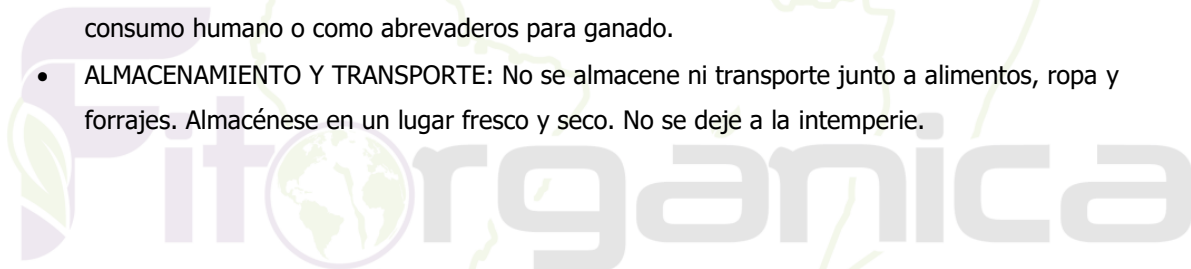 consumo humano o como abrevaderos para ganado.
• ALMACENAMIENTO Y TRANSPORTE: No se almacene ni transporte junto a alimentos, ropa y
forrajes. Almacénese en un lugar fresco y seco. No se deje a la intemperie.
Fitorganica